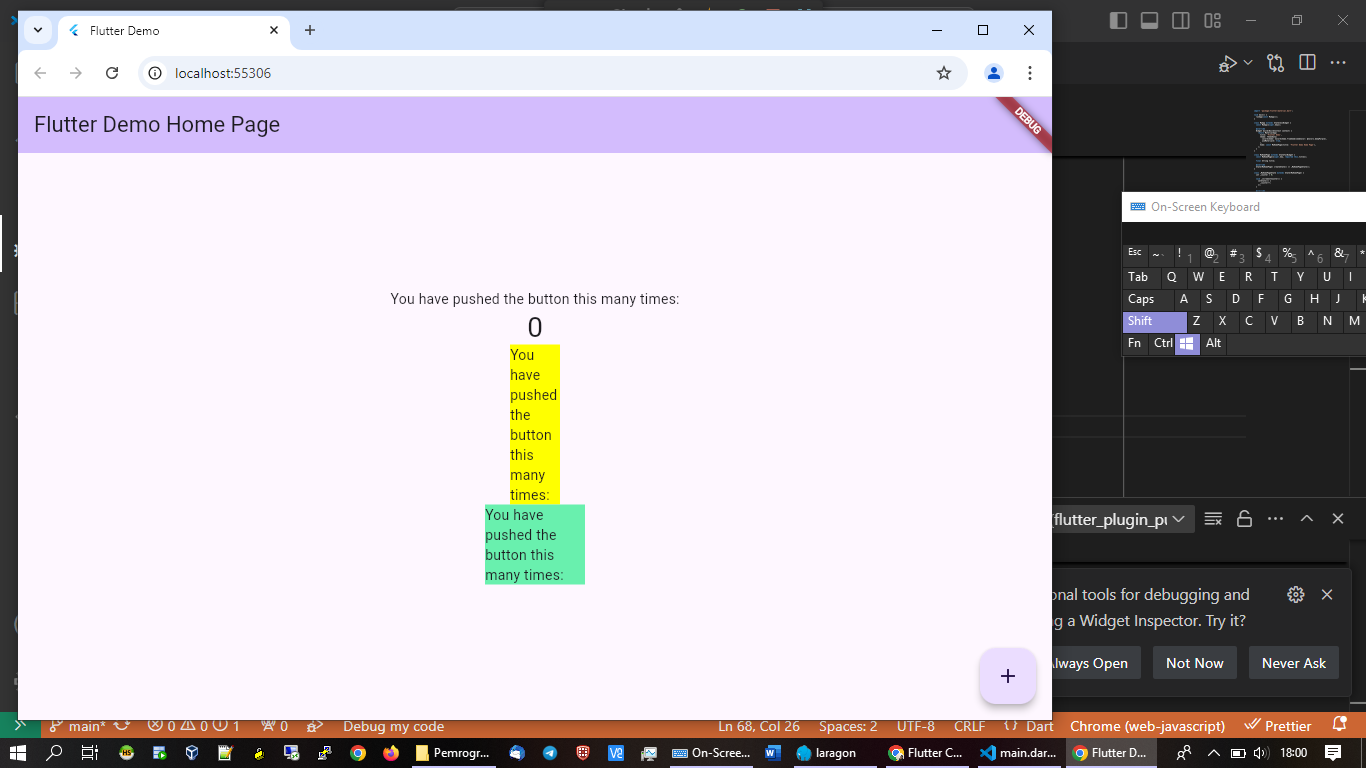 Flutter Demo
localhost:55306
Flutter Demo Home Page
DEBUG
You have pushed the button this many times:
0
You
have
pushed
the
button
this
many
times:
You have
pushed the
button this
many times:
+
On-Screen Keyboard
Esc ~ ` ! 1 @ 2 # 3 $ 4 % 5 ^ 6 & 7 *
Tab Q W E R T Y U I
Caps A S D F G H J K
Shift Z X C V B N M
Fn Ctrl Alt
(flutter_plugin_pu
onal tools for debugging and
g a Widget Inspector. Try it?
Always Open Not Now Never Ask
main* 0 0 1 0 Debug my code Ln 68, Col 26 Spaces: 2 UTF-8 CRLF {} Dart Chrome (web-javascript) Prettier
Pemrogr... On-Scree... laragon Flutter C... main.dar... Flutter D... 18:00